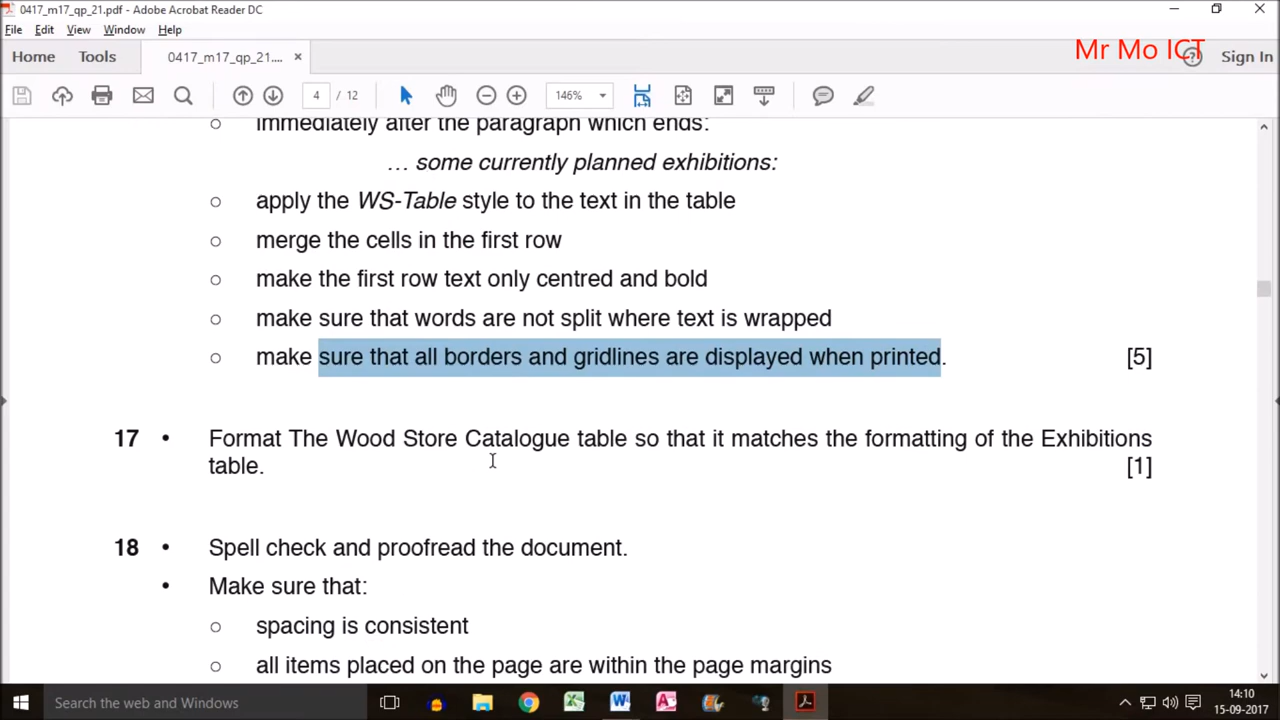 0417_m17_qp_21.pdf - Adobe Acrobat Reader DC
File Edit View Window Help
Mr Mo ICT
Home Tools 0417_m17_qp_21.... × ? Sign In
4 / 12 146%
immediately after the paragraph which ends:
… some currently planned exhibitions:
○ apply the WS-Table style to the text in the table
○ merge the cells in the first row
○ make the first row text only centred and bold
○ make sure that words are not split where text is wrapped
○ make sure that all borders and gridlines are displayed when printed. [5]
17 • Format The Wood Store Catalogue table so that it matches the formatting of the Exhibitions
table. [1]
18 • Spell check and proofread the document.
• Make sure that:
○ spacing is consistent
○ all items placed on the page are within the page margins
Search the web and Windows
14:10
15-09-2017